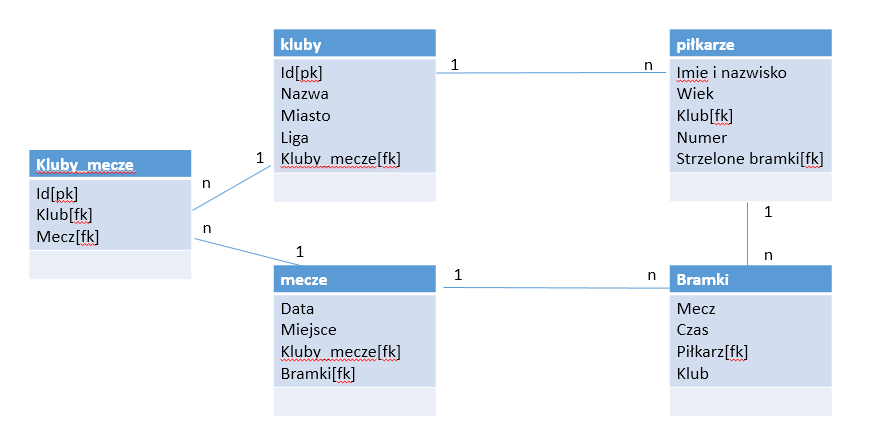 kluby
Id[pk]
Nazwa
Miasto
Liga
Kluby_mecze[fk]
1
n
piłkarze
Imie i nazwisko
Wiek
Klub[fk]
Numer
Strzelone bramki[fk]
Kluby_mecze
Id[pk]
Klub[fk]
Mecz[fk]
n
1
n
1
1
n
mecze
Data
Miejsce
Kluby_mecze[fk]
Bramki[fk]
1
n
Bramki
Mecz
Czas
Piłkarz[fk]
Klub